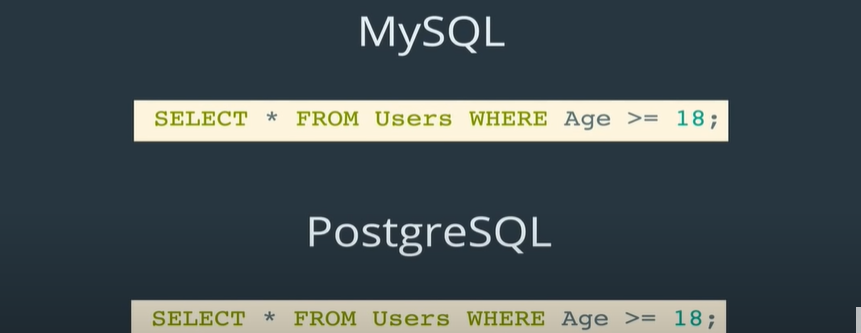 MySQL
SELECT * FROM Users WHERE Age >= 18;
PostgreSQL
SELECT * FROM Users WHERE Age >= 18;